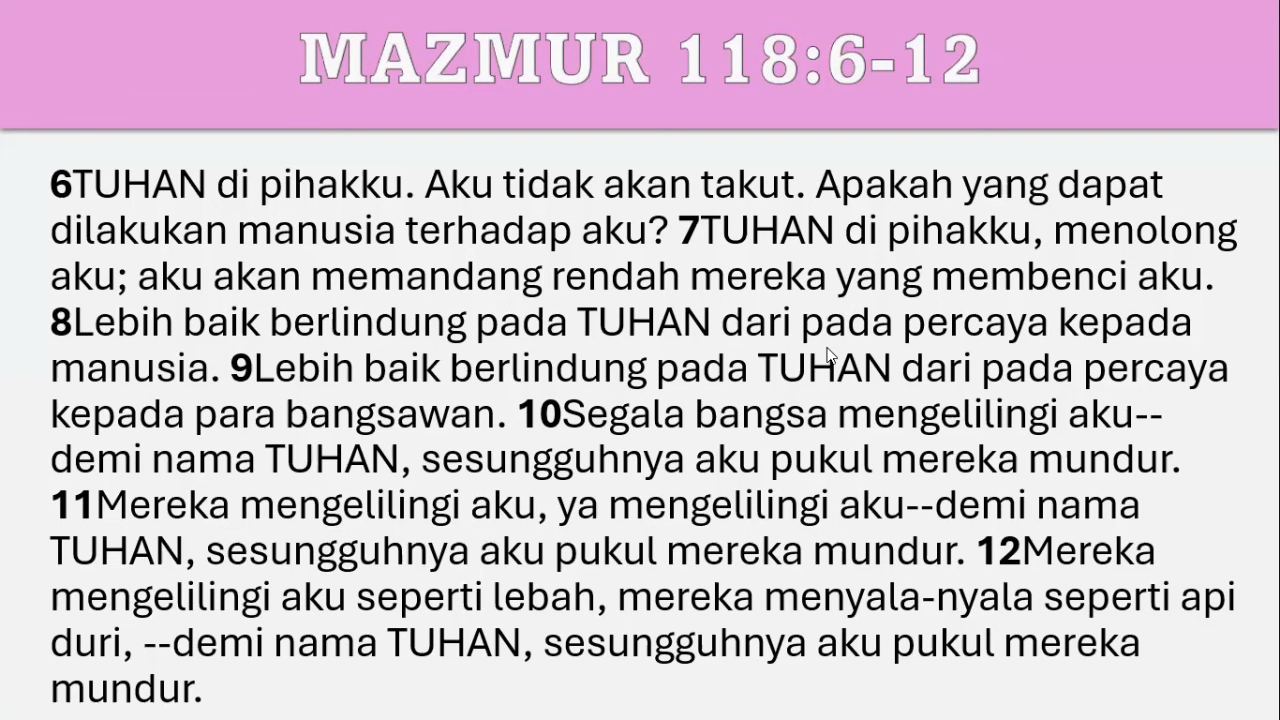 MAZMUR 118:6-12
6TUHAN di pihakku. Aku tidak akan takut. Apakah yang dapat
dilakukan manusia terhadap aku? 7TUHAN di pihakku, menolong
aku; aku akan memandang rendah mereka yang membenci aku.
8Lebih baik berlindung pada TUHAN dari pada percaya kepada
manusia. 9Lebih baik berlindung pada TUHAN dari pada percaya
kepada para bangsawan. 10Segala bangsa mengelilingi aku--
demi nama TUHAN, sesungguhnya aku pukul mereka mundur.
11Mereka mengelilingi aku, ya mengelilingi aku--demi nama
TUHAN, sesungguhnya aku pukul mereka mundur. 12Mereka
mengelilingi aku seperti lebah, mereka menyala-nyala seperti api
duri, --demi nama TUHAN, sesungguhnya aku pukul mereka
mundur.